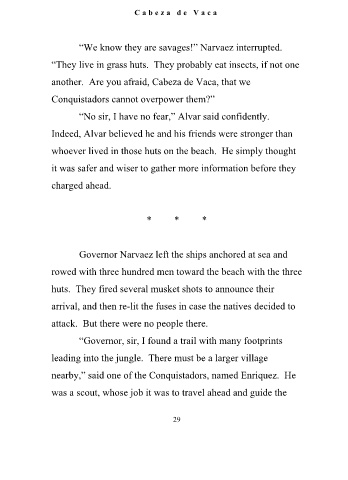 Cabeza de Vaca
“We know they are savages!” Narvaez interrupted.
“They live in grass huts.  They probably eat insects, if not one
another.  Are you afraid, Cabeza de Vaca, that we
Conquistadors cannot overpower them?”
“No sir, I have no fear,” Alvar said confidently.
Indeed, Alvar believed he and his friends were stronger than
whoever lived in those huts on the beach.  He simply thought
it was safer and wiser to gather more information before they
charged ahead.
* * *
Governor Narvaez left the ships anchored at sea and
rowed with three hundred men toward the beach with the three
huts.  They fired several musket shots to announce their
arrival, and then re-lit the fuses in case the natives decided to
attack.  But there were no people there.
“Governor, sir, I found a trail with many footprints
leading into the jungle.  There must be a larger village
nearby,” said one of the Conquistadors, named Enriquez.  He
was a scout, whose job it was to travel ahead and guide the
29